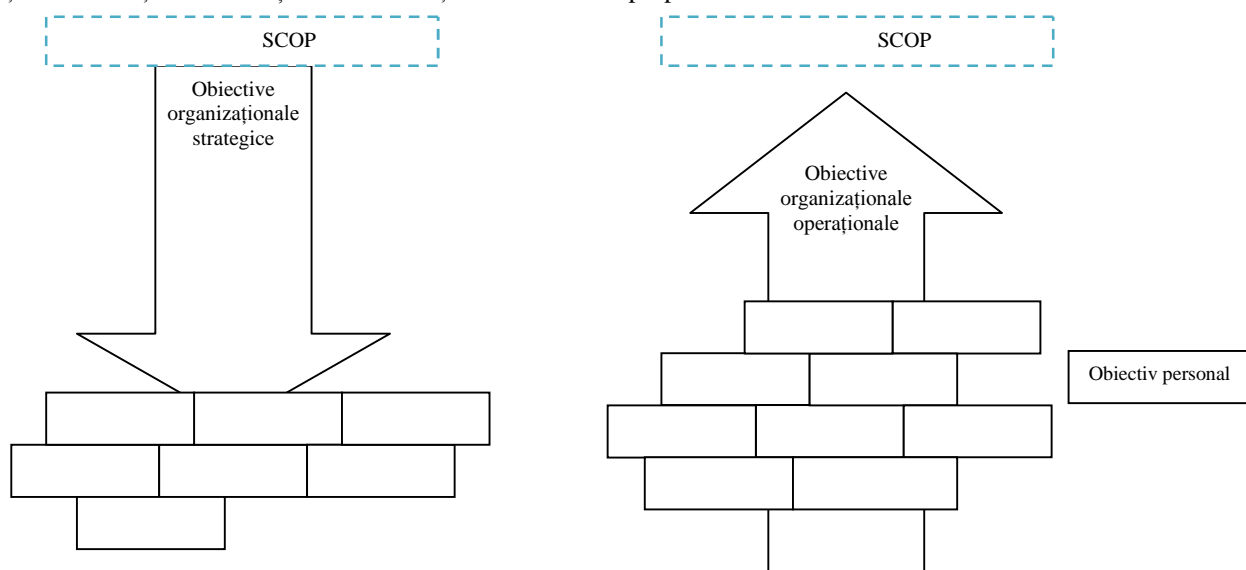 SCOP
Obiective
organizaționale
strategice
SCOP
Obiective
organizaționale
operaționale
Obiectiv personal